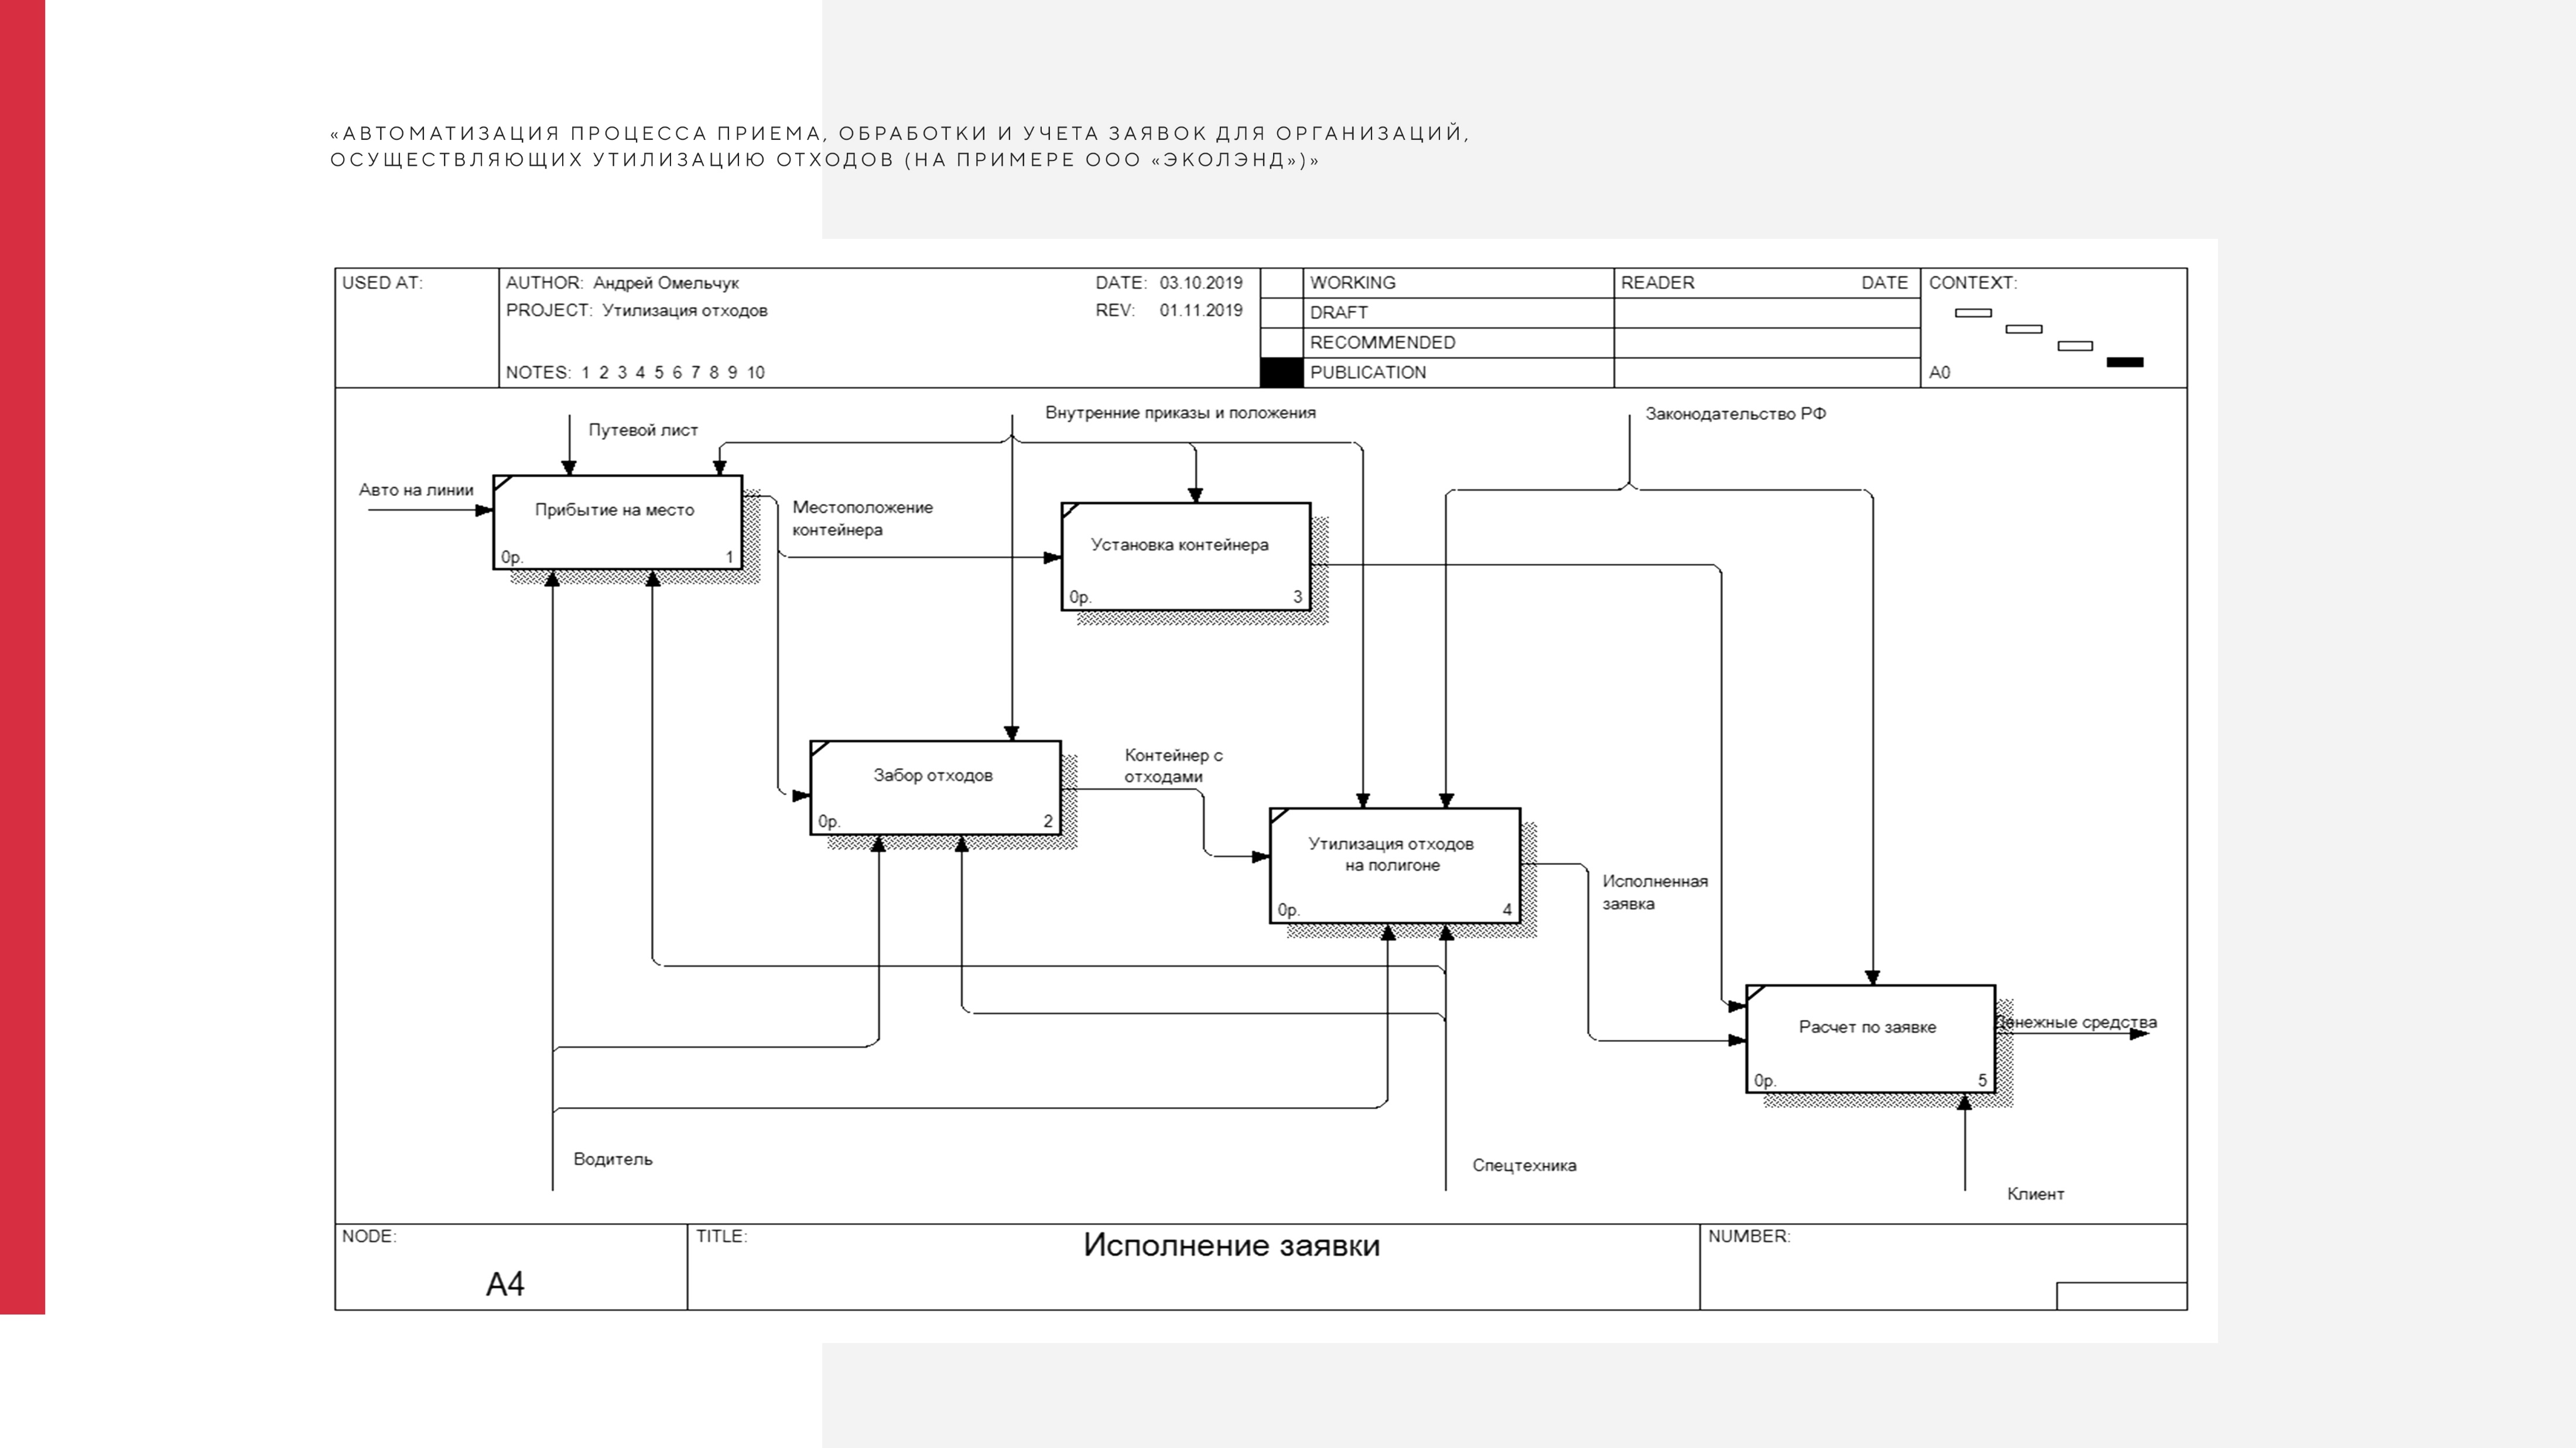 «АВТОМАТИЗАЦИЯ ПРОЦЕССА ПРИЕМА, ОБРАБОТКИ И УЧЕТА ЗАЯВОК ДЛЯ ОРГАНИЗАЦИЙ,
ОСУЩЕСТВЛЯЮЩИХ УТИЛИЗАЦИЮ ОТХОДОВ (НА ПРИМЕРЕ ООО «ЭКОЛЭНД»)»
USED AT:
AUTHOR: Андрей Омельчук
DATE: 03.10.2019
PROJECT: Утилизация отходов
REV: 01.11.2019
NOTES: 1 2 3 4 5 6 7 8 9 10
WORKING
DRAFT
RECOMMENDED
PUBLICATION
READER DATE
CONTEXT:
A0
Путевой лист
Внутренние приказы и положения
Законодательство РФ
Авто на линии
Прибытие на место
0р. 1
Местоположение
контейнера
Установка контейнера
0р. 3
Забор отходов
0р. 2
Контейнер с
отходами
Утилизация отходов
на полигоне
0р. 4
Исполненная
заявка
Расчет по заявке
0р. 5
Денежные средства
Водитель
Спецтехника
Клиент
NODE:
A4
TITLE:
Исполнение заявки
NUMBER: